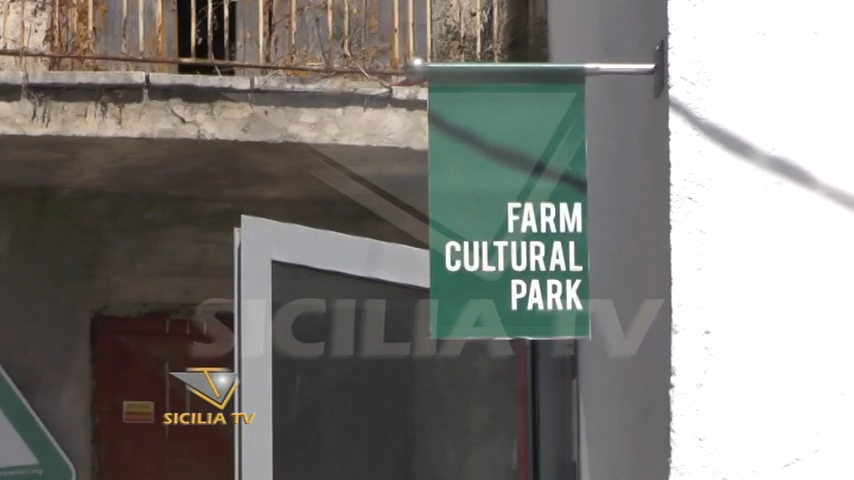 FARM
CULTURAL
PARK
SICILIA TV
SICILIA TV